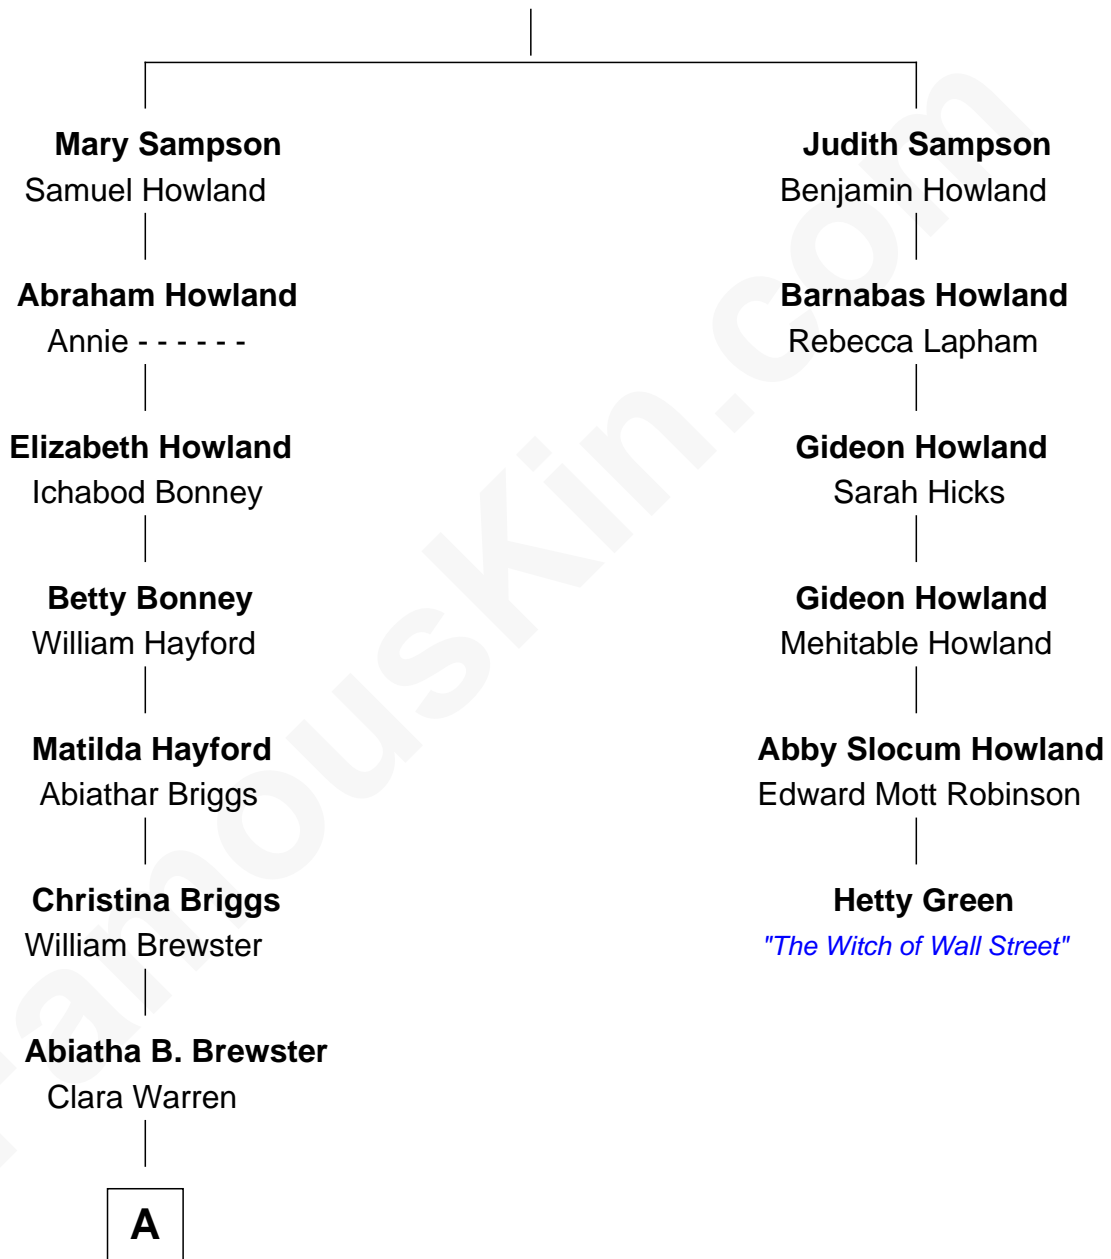 Mary Sampson
Samuel Howland
Abraham Howland
Annie - - - - - -
Elizabeth Howland
Ichabod Bonney
Betty Bonney
William Hayford
Matilda Hayford
Abiathar Briggs
Christina Briggs
William Brewster
Abiatha B. Brewster
Clara Warren
A
Judith Sampson
Benjamin Howland
Barnabas Howland
Rebecca Lapham
Gideon Howland
Sarah Hicks
Gideon Howland
Mehitable Howland
Abby Slocum Howland
Edward Mott Robinson
Hetty Green
"The Witch of Wall Street"
FamousKin.com